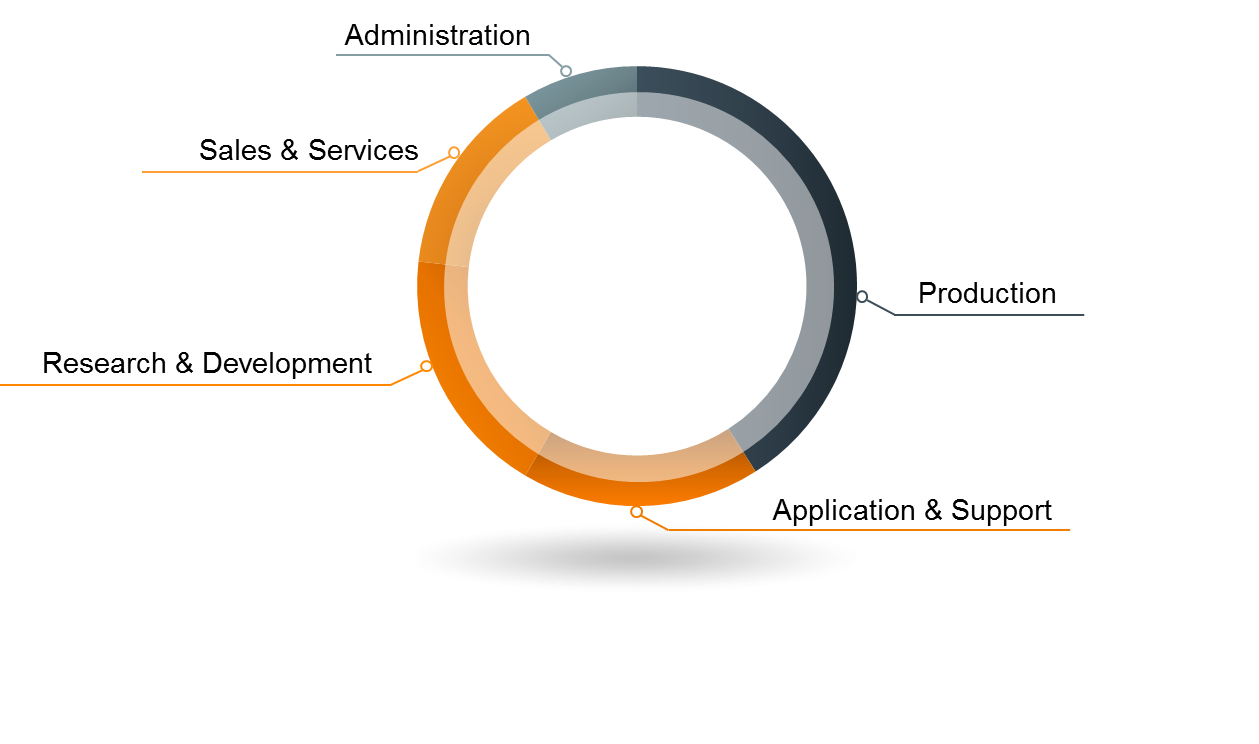 Administration
Sales & Services
Production
Research & Development
Application & Support